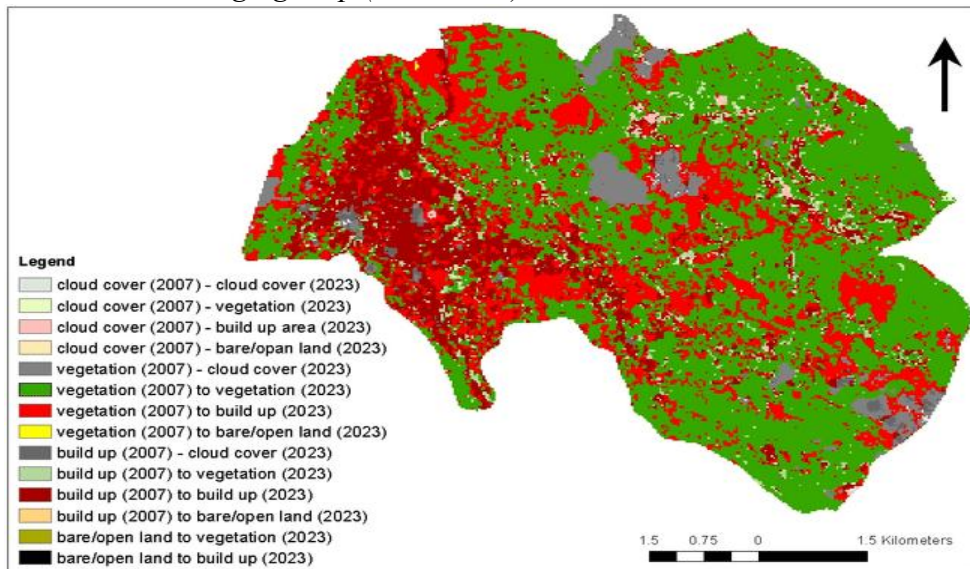 Legend
cloud cover (2007) - cloud cover (2023)
cloud cover (2007) - vegetation (2023)
cloud cover (2007) - build up area (2023)
cloud cover (2007) - bare/opan land (2023)
vegetation (2007) - cloud cover (2023)
vegetation (2007) to vegetation (2023)
vegetation (2007) to build up (2023)
vegetation (2007) to bare/open land (2023)
build up (2007) - cloud cover (2023)
build up (2007) to vegetation (2023)
build up (2007) to build up (2023)
build up (2007) to bare/open land (2023)
bare/open land to vegetation (2023)
bare/open land to build up (2023)
1.5 0.75 0 1.5 Kilometers